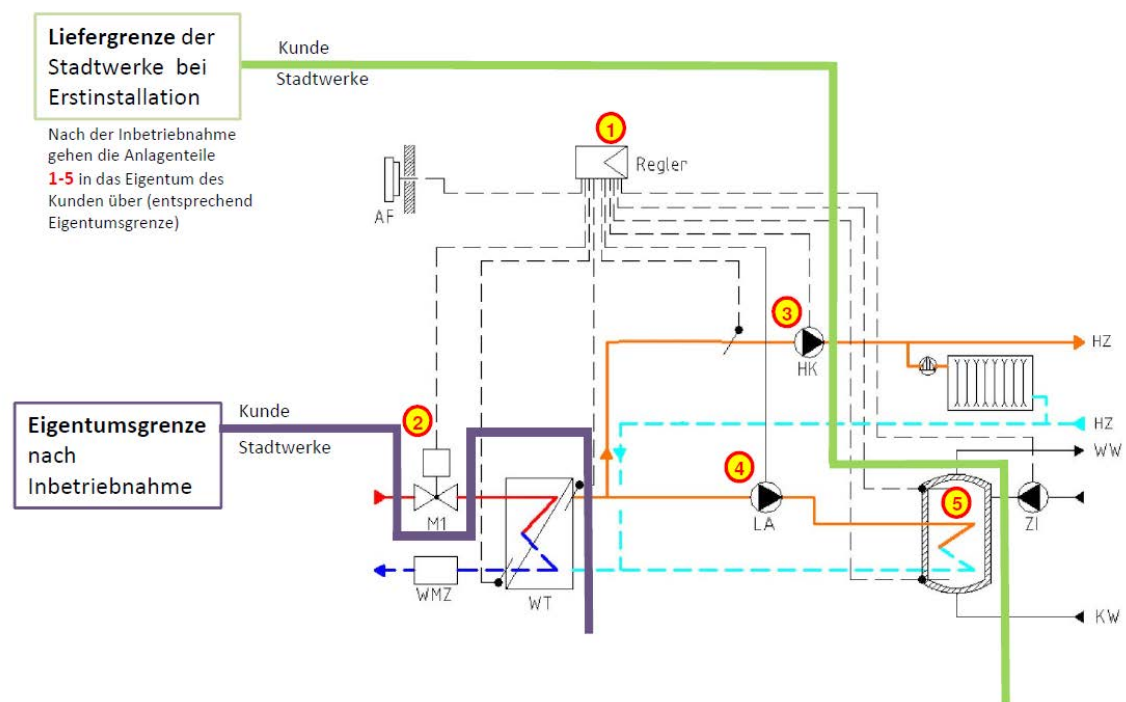 Liefergrenze der
Stadtwerke bei
Erstinstallation
Kunde
Stadtwerke
Nach der Inbetriebnahme
gehen die Anlagenteile
1-5 in das Eigentum des
Kunden über (entsprechend
Eigentumsgrenze)
1
Regler
AF
3
HK
HZ
Eigentumsgrenze
nach
Inbetriebnahme
Kunde
Stadtwerke
2
HZ
WW
4
5
M1
LA
ZI
WMZ
WT
KW